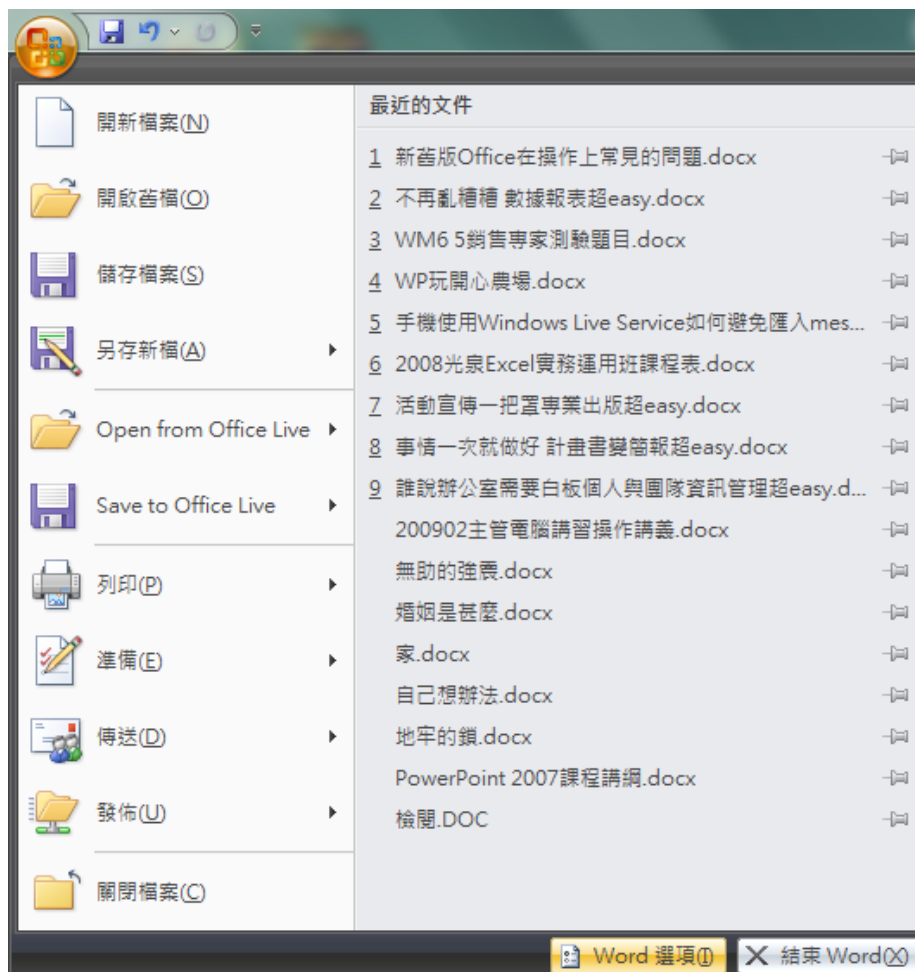 開新檔案(N)
開啟舊檔(O)
儲存檔案(S)
另存新檔(A)
Open from Office Live
Save to Office Live
列印(P)
準備(E)
傳送(D)
發佈(U)
關閉檔案(C)
最近的文件
1 新舊版Office在操作上常見的問題.docx
2 不再亂糟糟 數據報表超easy.docx
3 WM6 5銷售專家測驗題目.docx
4 WP玩開心農場.docx
5 手機使用Windows Live Service如何避免匯入mes...
6 2008光泉Excel實務運用班課程表.docx
7 活動宣傳一把罩專業出版超easy.docx
8 事情一次就做好 計畫書變簡報超easy.docx
9 誰說辦公室需要白板個人與團隊資訊管理超easy.d...
200902主管電腦講習操作講義.docx
無助的強震.docx
婚姻是甚麼.docx
家.docx
自己想辦法.docx
地牢的鎖.docx
PowerPoint 2007課程講綱.docx
檢閱.DOC
Word 選項(I)
結束 Word(X)